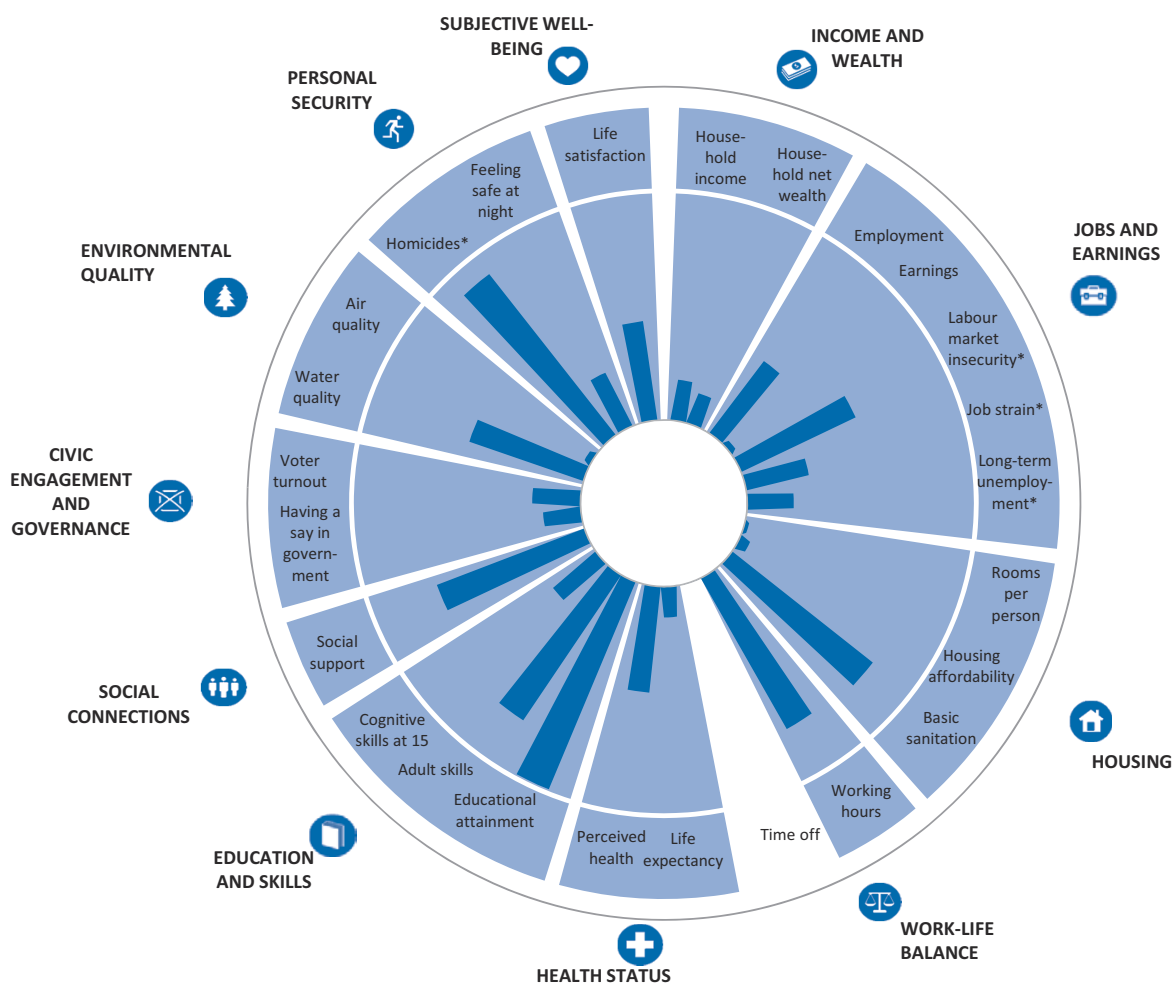 SUBJECTIVE WELL-
BEING
INCOME AND
WEALTH
PERSONAL
SECURITY
Life
satisfaction
House-
hold
income
House-
hold net
wealth
Feeling
safe at
night
Homicides*
Employment
Earnings
JOBS AND
EARNINGS
ENVIRONMENTAL
QUALITY
Air
quality
Water
quality
Labour
market
insecurity*
Job strain*
Long-term
unemploy-
ment*
CIVIC
ENGAGEMENT
AND
GOVERNANCE
Voter
turnout
Having a
say in
govern-
ment
Rooms
per
person
Housing
affordability
Basic
sanitation
HOUSING
Social
support
SOCIAL
CONNECTIONS
Cognitive
skills at 15
Adult skills
Educational
attainment
EDUCATION
AND SKILLS
Perceived
health
Life
expectancy
HEALTH STATUS
Time off
Working
hours
WORK-LIFE
BALANCE